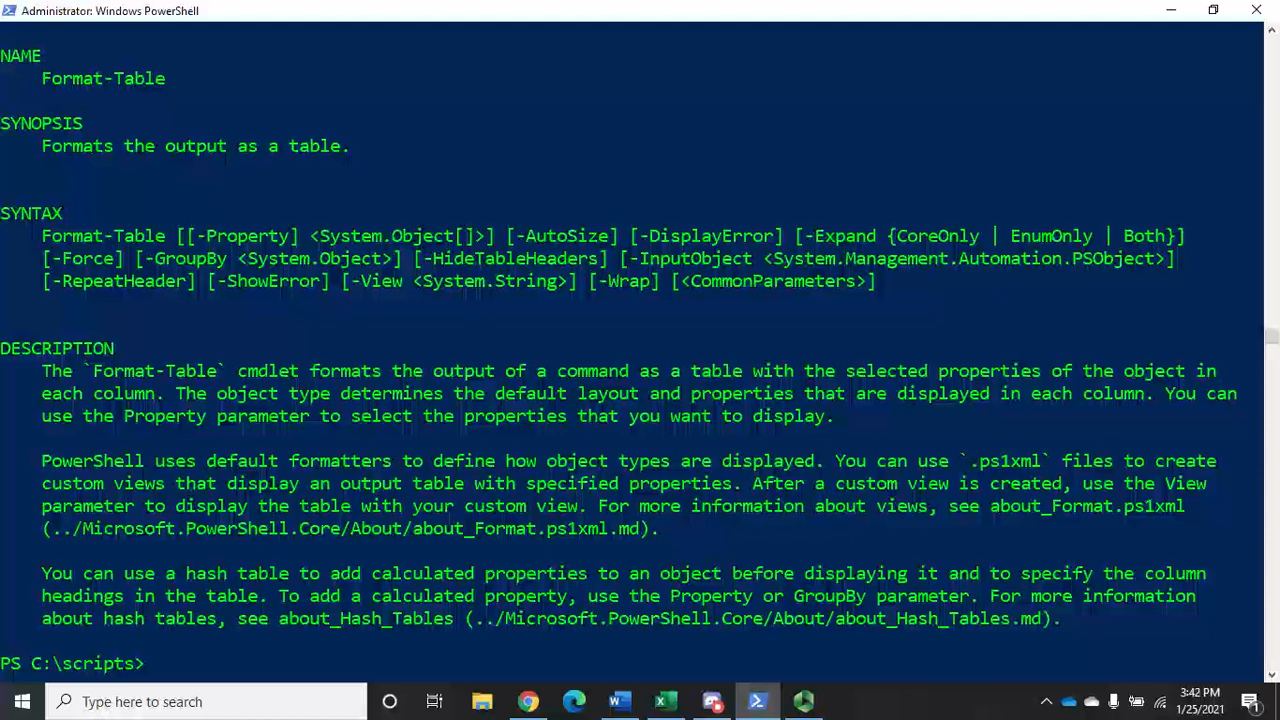 Administrator: Windows PowerShell
NAME
Format-Table
SYNOPSIS
Formats the output as a table.
SYNTAX
Format-Table [[-Property] <System.Object[]>] [-AutoSize] [-DisplayError] [-Expand {CoreOnly | EnumOnly | Both}]
[-Force] [-GroupBy <System.Object>] [-HideTableHeaders] [-InputObject <System.Management.Automation.PSObject>]
[-RepeatHeader] [-ShowError] [-View <System.String>] [-Wrap] [<CommonParameters>]
DESCRIPTION
The `Format-Table` cmdlet formats the output of a command as a table with the selected properties of the object in
each column. The object type determines the default layout and properties that are displayed in each column. You can
use the Property parameter to select the properties that you want to display.
PowerShell uses default formatters to define how object types are displayed. You can use `.ps1xml` files to create
custom views that display an output table with specified properties. After a custom view is created, use the View
parameter to display the table with your custom view. For more information about views, see about_Format.ps1xml
(../Microsoft.PowerShell.Core/About/about_Format.ps1xml.md).
You can use a hash table to add calculated properties to an object before displaying it and to specify the column
headings in the table. To add a calculated property, use the Property or GroupBy parameter. For more information
about hash tables, see about_Hash_Tables (../Microsoft.PowerShell.Core/About/about_Hash_Tables.md).
PS C:\scripts>
Type here to search
3:42 PM
1/25/2021